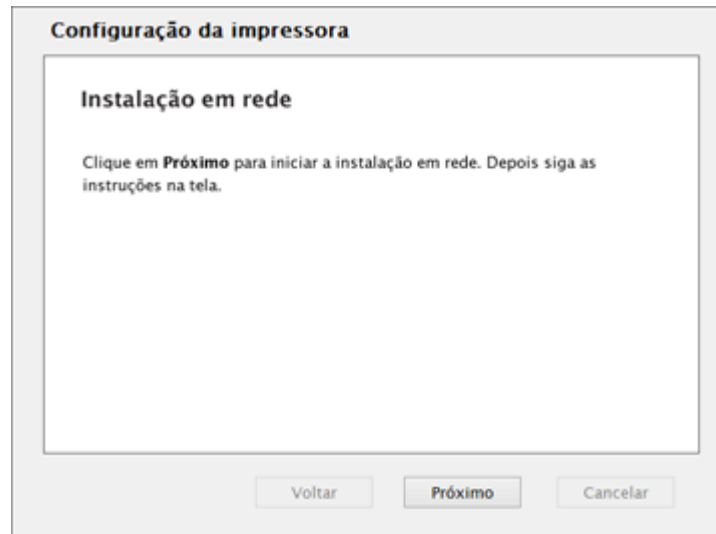 Configuração da impressora
Instalação em rede
Clique em Próximo para iniciar a instalação em rede. Depois siga as
instruções na tela.
Voltar
Próximo
Cancelar